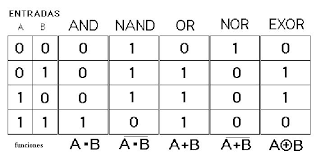 ENTRADAS
A B AND NAND OR NOR EXOR
0 0 0 1 0 1 0
0 1 0 1 1 0 1
1 0 0 1 1 0 1
1 1 1 0 1 0 0
funciones A▪B A̅▪̅B̅ A+B A̅+̅B̅ A⊕B